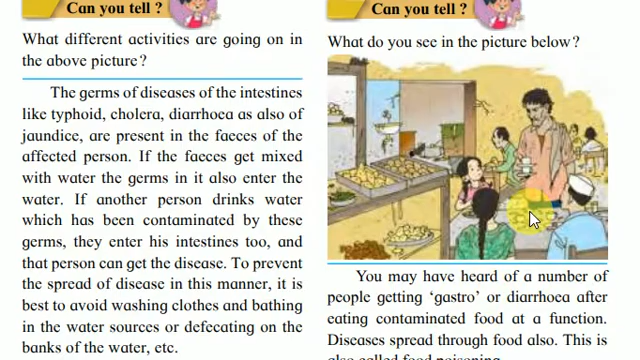 Can you tell ?
What different activities are going on in
the above picture?
The germs of diseases of the intestines
like typhoid, cholera, diarrhoea as also of
jaundice, are present in the faeces of the
affected person. If the faeces get mixed
with water the germs in it also enter the
water. If another person drinks water
which has been contaminated by these
germs, they enter his intestines too, and
that person can get the disease. To prevent
the spread of disease in this manner, it is
best to avoid washing clothes and bathing
in the water sources or defecating on the
banks of the water, etc.
Can you tell ?
What do you see in the picture below?
You may have heard of a number of
people getting ‘gastro’ or diarrhoea after
eating contaminated food at a function.
Diseases spread through food also. This is
also called food poisoning.